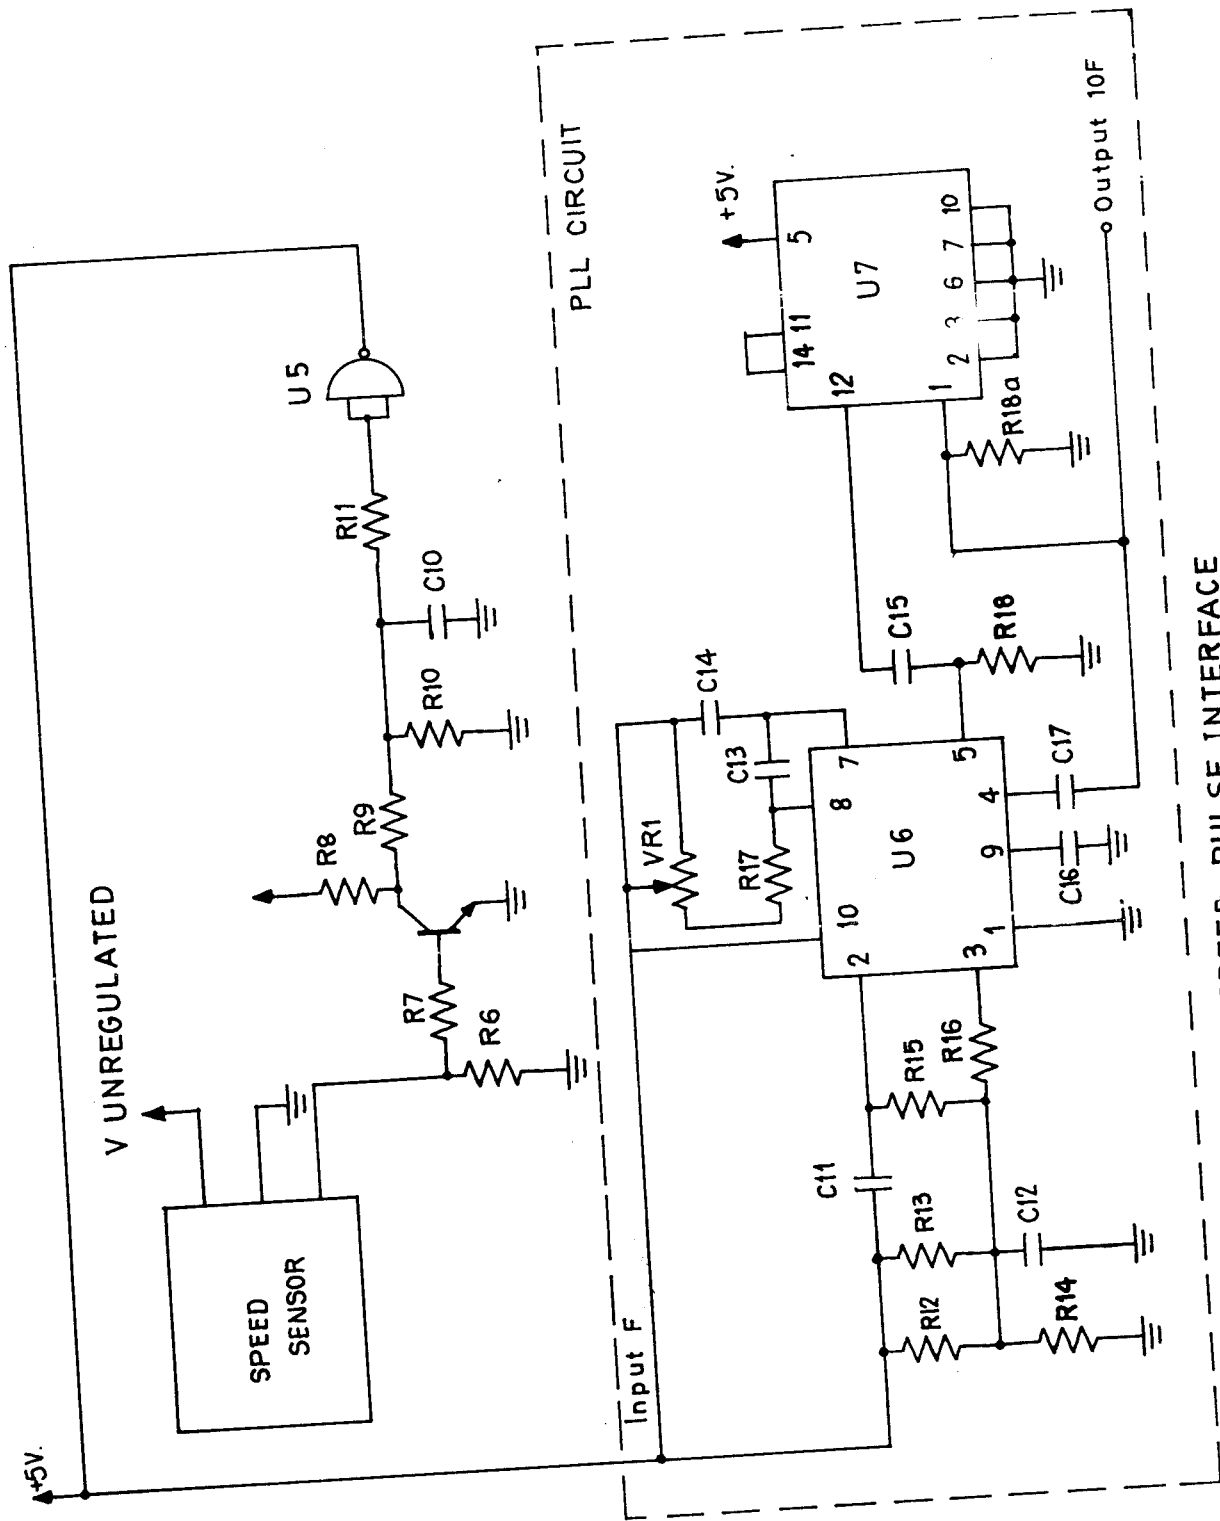 +5V.
V UNREGULATED
SPEED
SENSOR
R6
R7
R8
R9
R10
C10
R11
U5
PLL CIRCUIT
Input F
R12
R13
R14
C11
C12
R15
R16
VR1
R17
C13
C14
2
10
8
7
U6
3
1
9
4
5
C16
C17
C15
R18
12
14
11
5
+5V.
U7
1
2
3
6
7
10
R18a
Output 10F
PULSE INTERFACE